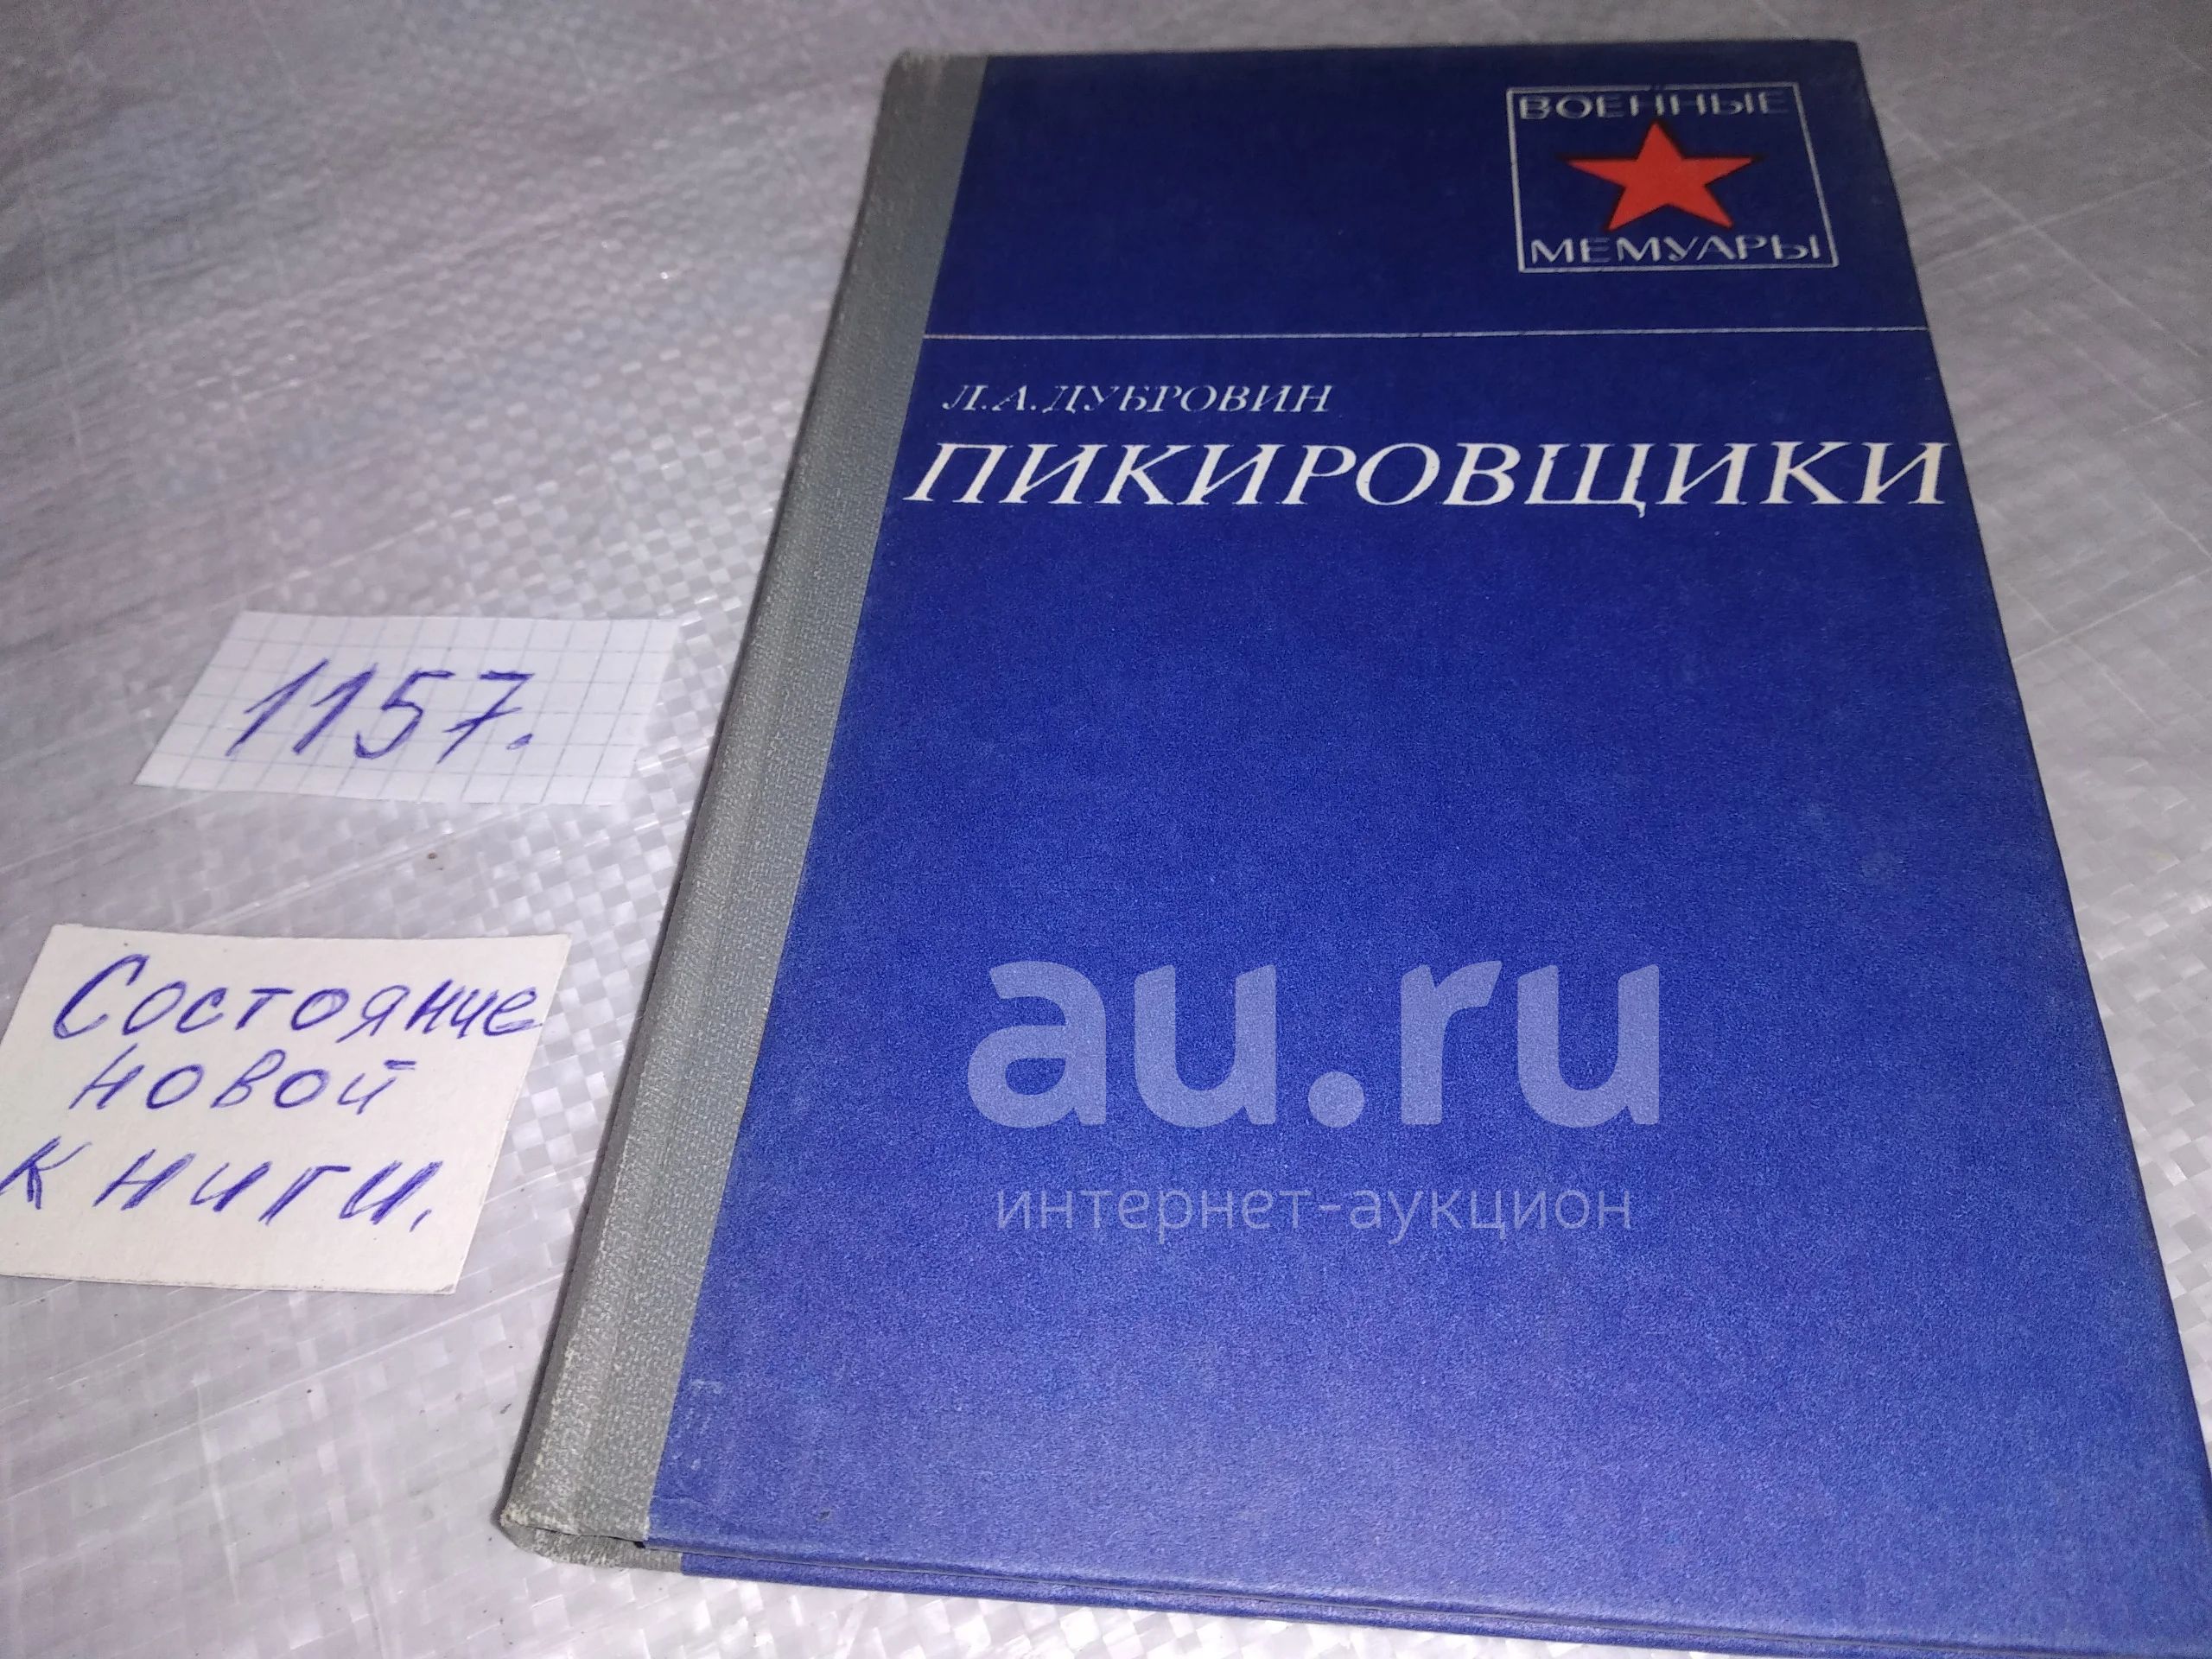 ВОЕННЫЕ
МЕМУАРЫ
Л.А.ДУБРОВИН
ПИКИРОВЩИКИ
1157.
Состояние
новой
книги.
au.ru
интернет-аукцион